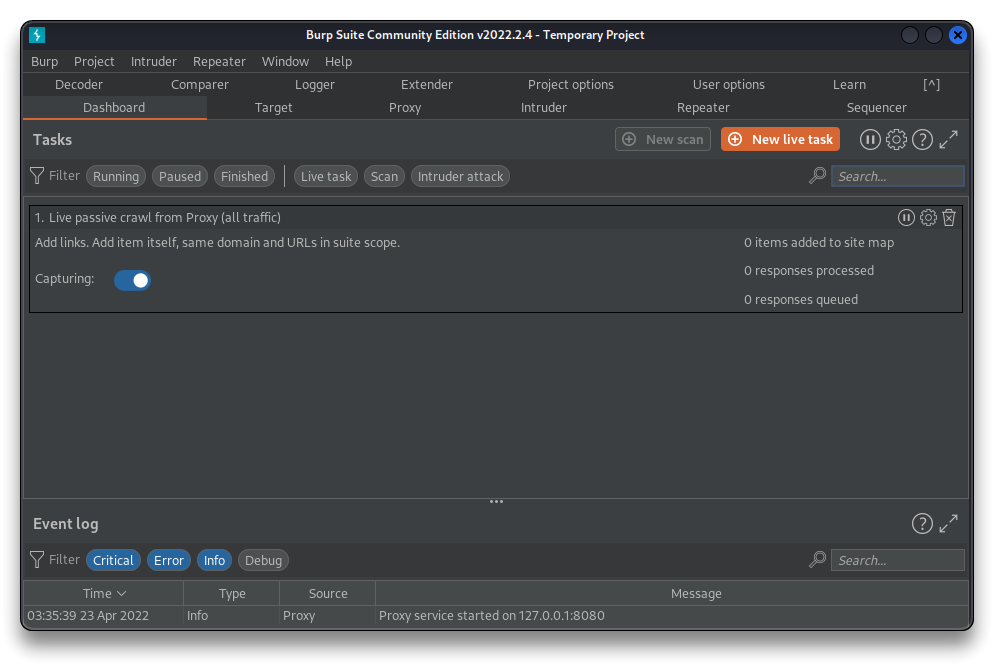 Burp Suite Community Edition v2022.2.4 - Temporary Project
Burp Project Intruder Repeater Window Help
Decoder Comparer Logger Extender Project options User options Learn [^]
Dashboard Target Proxy Intruder Repeater Sequencer
Tasks New scan New live task ?
Filter Running Paused Finished Live task Scan Intruder attack Search...
1. Live passive crawl from Proxy (all traffic)
Add links. Add item itself, same domain and URLs in suite scope. 0 items added to site map
Capturing: 0 responses processed
0 responses queued
Event log ?
Filter Critical Error Info Debug Search...
Time Type Source Message
03:35:39 23 Apr 2022 Info Proxy Proxy service started on 127.0.0.1:8080